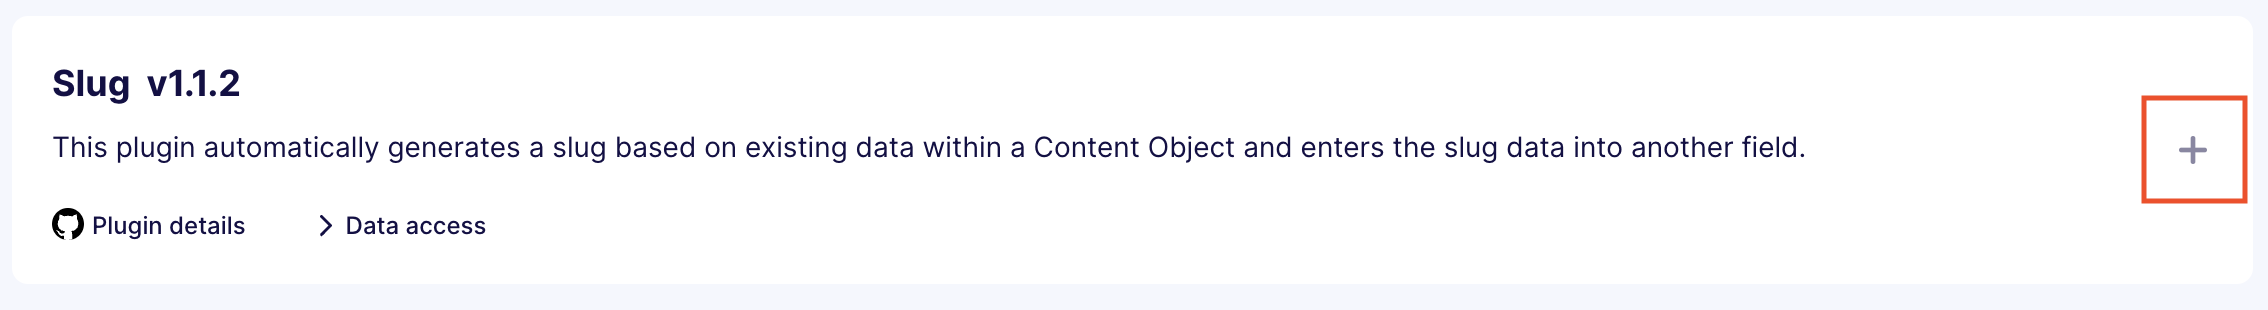 Slug v1.1.2
This plugin automatically generates a slug based on existing data within a Content Object and enters the slug data into another field.
Plugin details
Data access